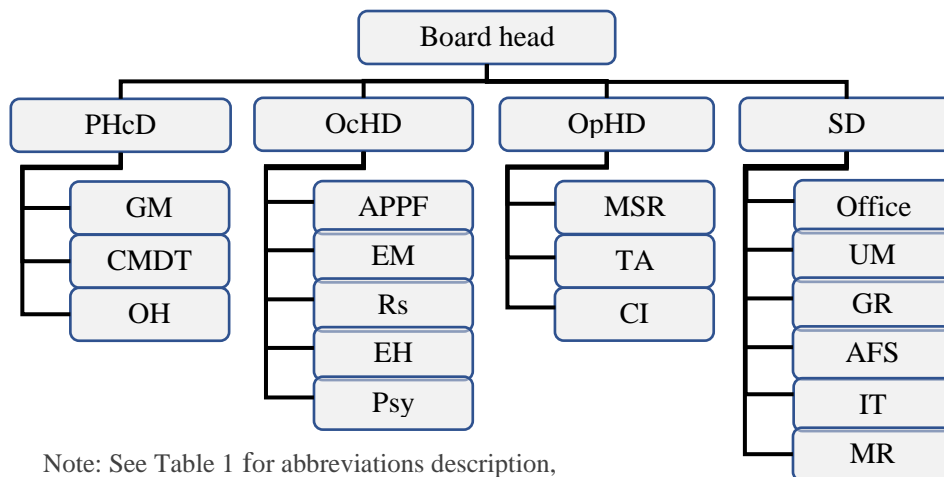 Board head
PHcD
OcHD
OpHD
SD
GM
CMDT
OH
APPF
EM
Rs
EH
Psy
MSR
TA
CI
Office
UM
GR
AFS
IT
MR
Note: See Table 1 for abbreviations description,